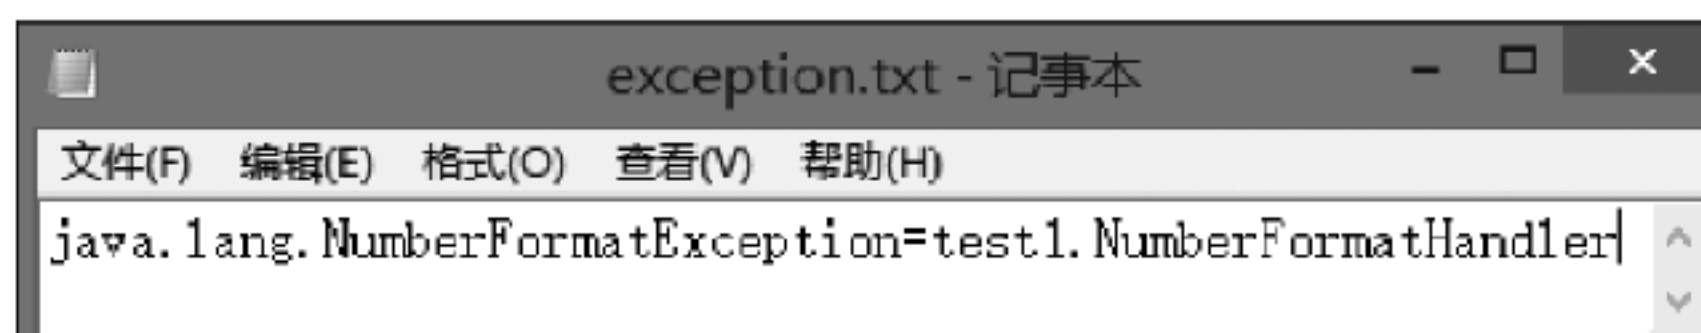 exception.txt - 记事本
文件(F) 编辑(E) 格式(O) 查看(V) 帮助(H)
java.lang.NumberFormatException=test1.NumberFormatHandler